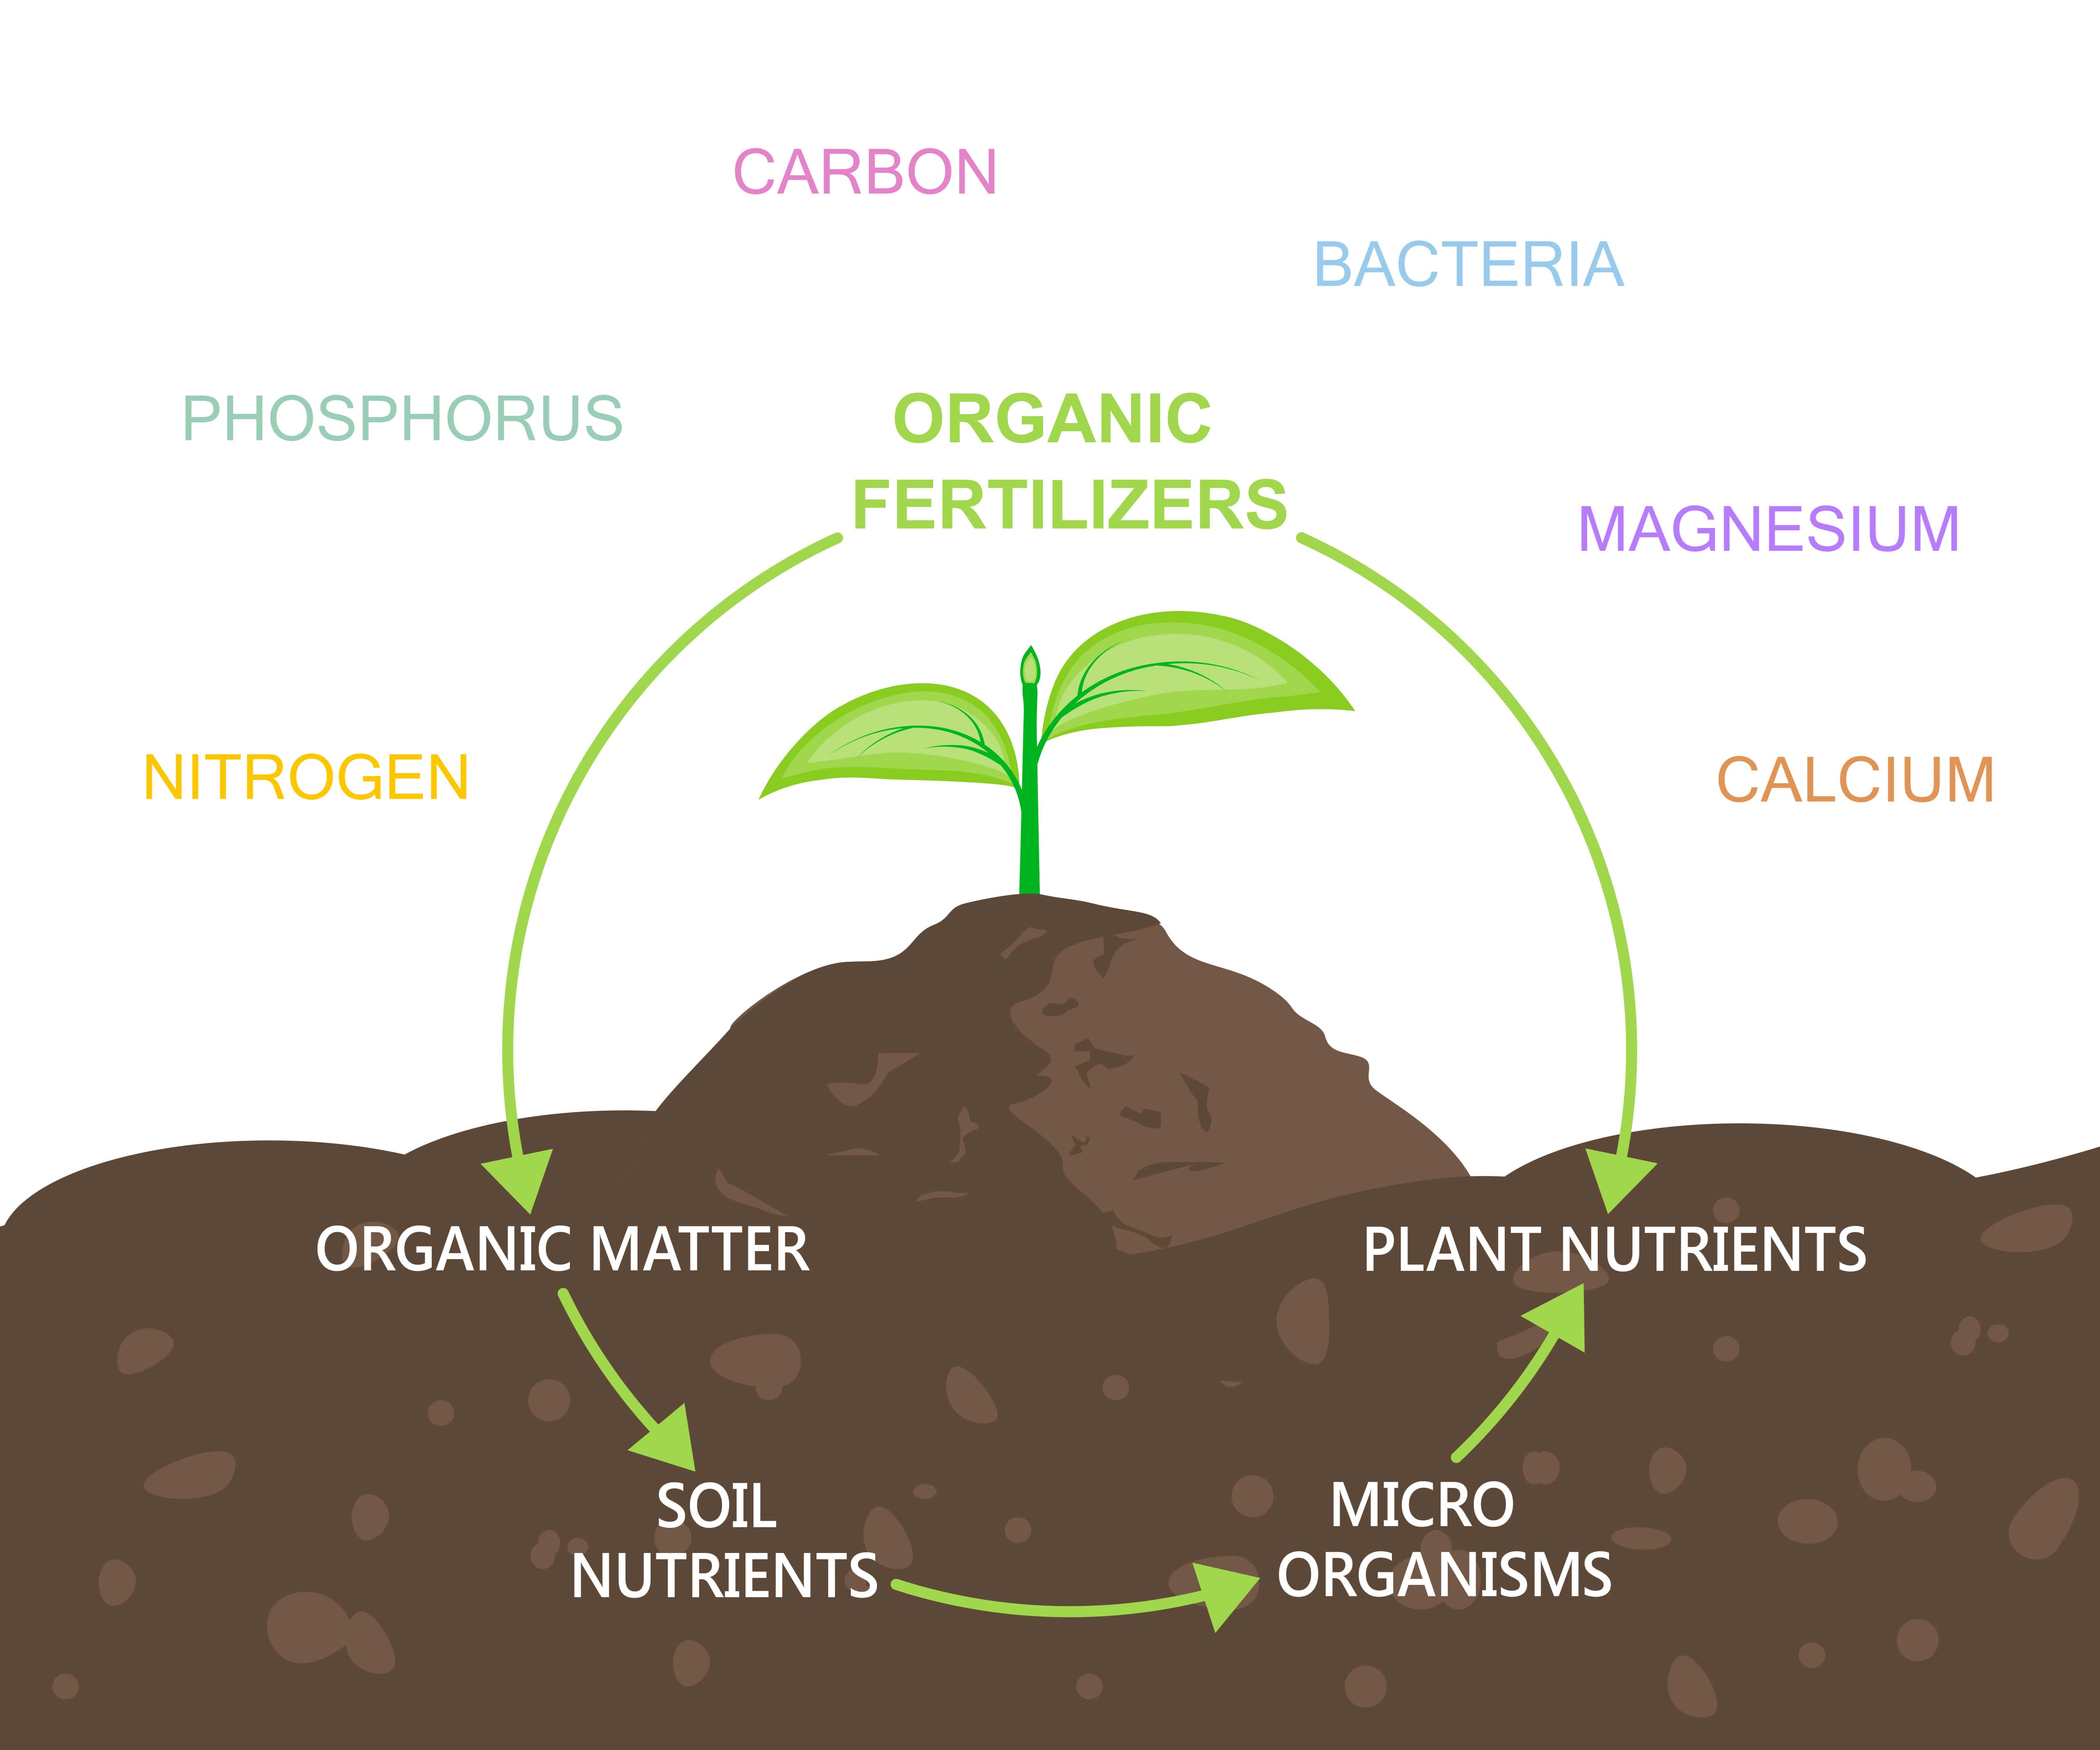 CARBON
BACTERIA
PHOSPHORUS
ORGANIC
FERTILIZERS
MAGNESIUM
NITROGEN
CALCIUM
ORGANIC MATTER
PLANT NUTRIENTS
SOIL
NUTRIENTS
MICRO
ORGANISMS